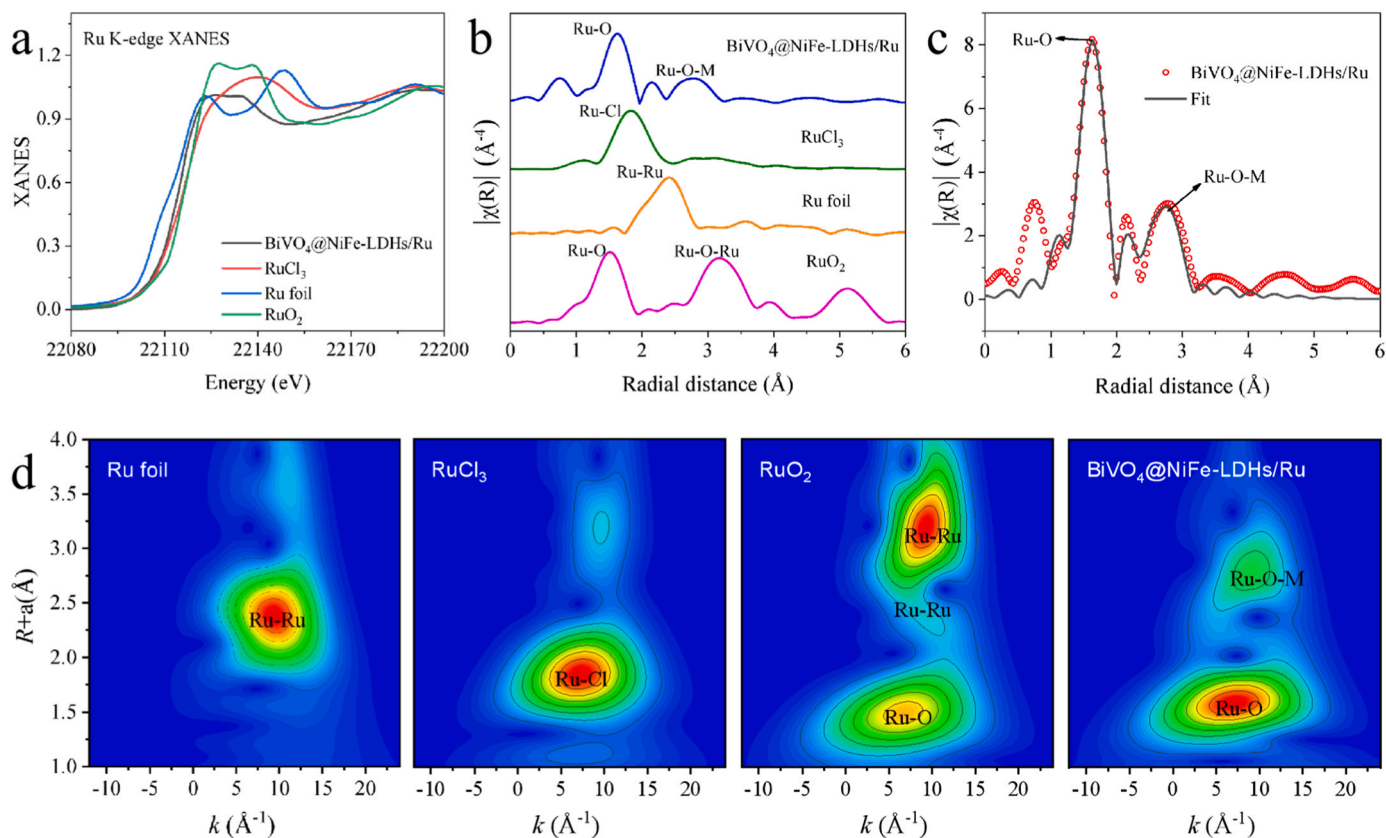 a
Ru K-edge XANES
XANES
1.2
0.9
0.6
0.3
0.0
BiVO₄@NiFe-LDHs/Ru
RuCl₃
Ru foil
RuO₂
22080 22110 22140 22170 22200
Energy (eV)
b
|χ(R)| (Å⁻⁴)
Ru-O
BiVO₄@NiFe-LDHs/Ru
Ru-O-M
Ru-Cl
RuCl₃
Ru-Ru
Ru foil
Ru-O
Ru-O-Ru
RuO₂
0 1 2 3 4 5 6
Radial distance (Å)
c
|χ(R)| (Å⁻⁴)
8
6
4
2
0
Ru-O
BiVO₄@NiFe-LDHs/Ru
Fit
Ru-O-M
0 1 2 3 4 5 6
Radial distance (Å)
d
R+a(Å)
4.0
3.5
3.0
2.5
2.0
1.5
1.0
Ru foil
Ru-Ru
-10 -5 0 5 10 15 20
k (Å⁻¹)
RuCl₃
Ru-Cl
-10 -5 0 5 10 15 20
k (Å⁻¹)
RuO₂
Ru-Ru
Ru-Ru
Ru-O
-10 -5 0 5 10 15 20
k (Å⁻¹)
BiVO₄@NiFe-LDHs/Ru
Ru-O-M
Ru-O
-10 -5 0 5 10 15 20
k (Å⁻¹)